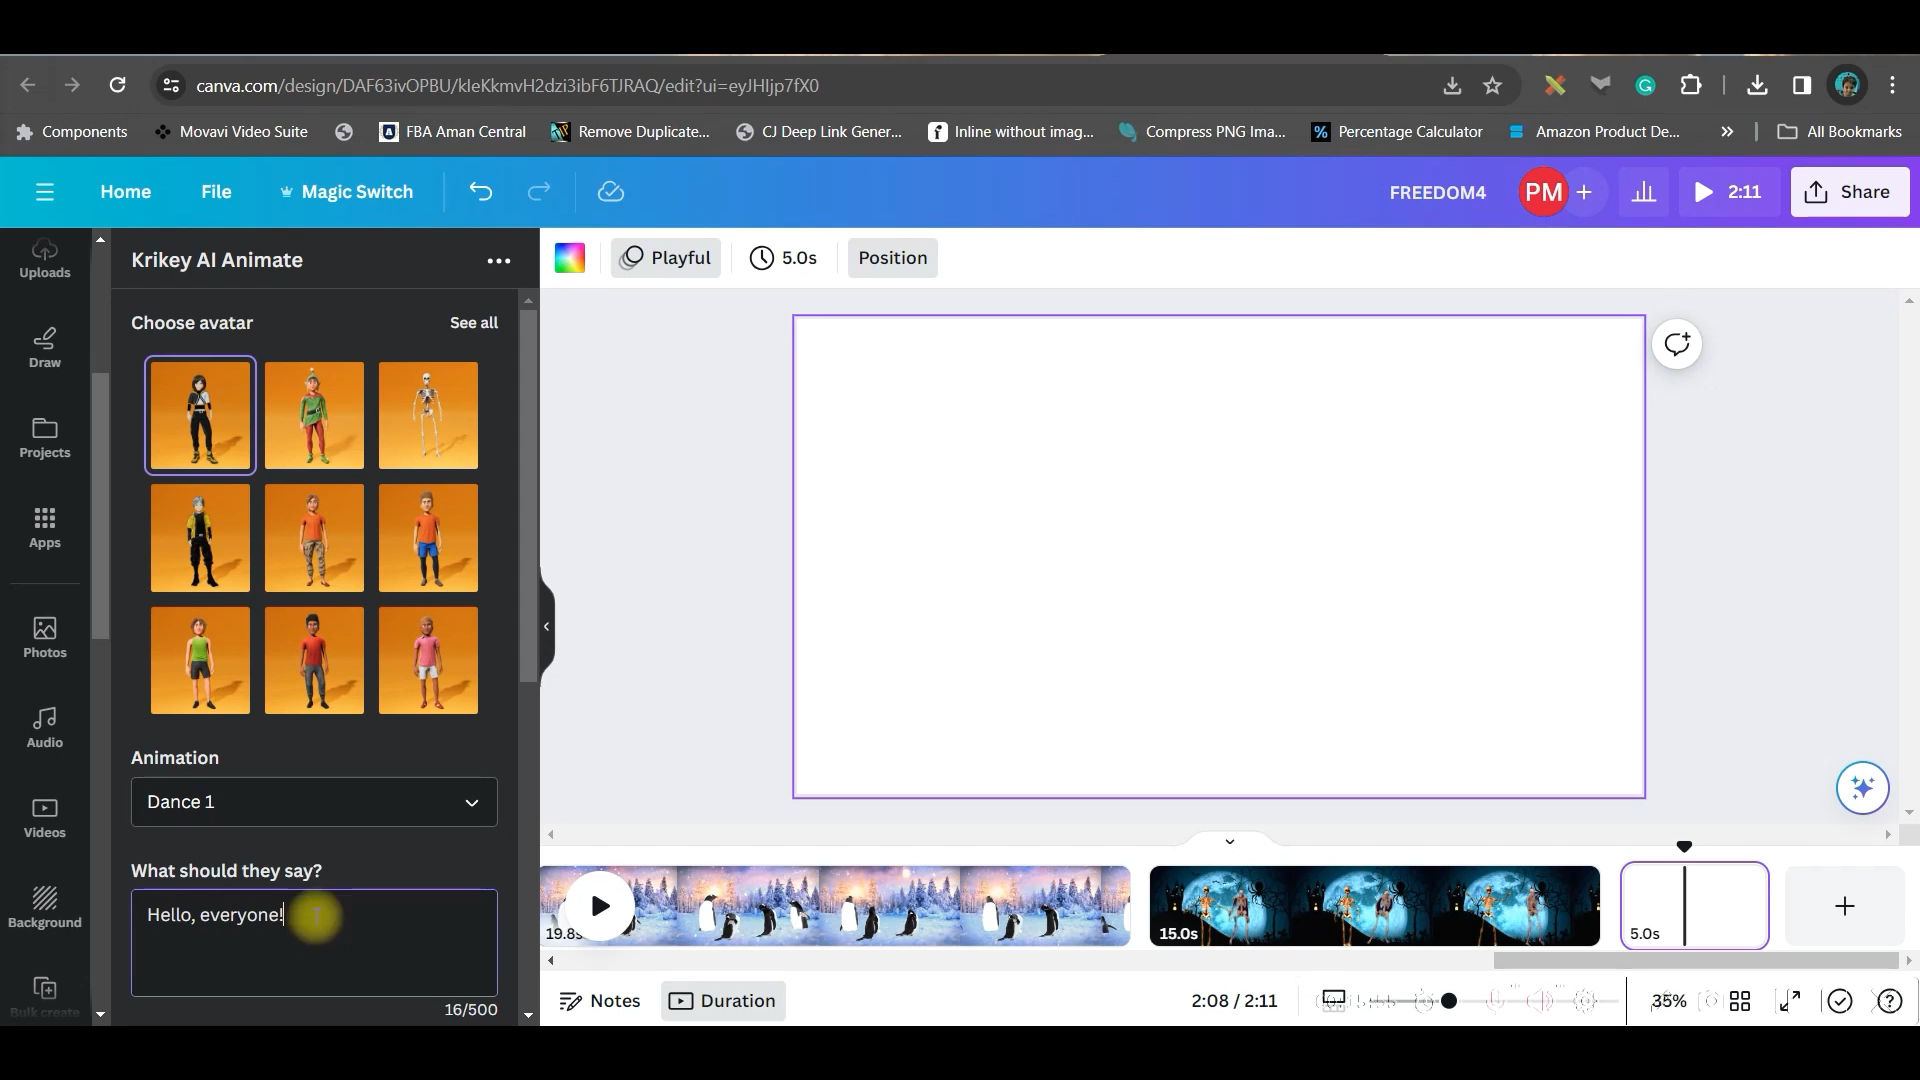 canva.com/design/DAF63ivOPBU/kleKkmvH2dzi3ibF6TJRAQ/edit?ui=eyJHIjp7fX0
Components Movavi Video Suite FBA Aman Central Remove Duplicate... CJ Deep Link Gener... Inline without imag... Compress PNG Ima... Percentage Calculator Amazon Product De... » All Bookmarks
Home File Magic Switch FREEDOM4 PM + 2:11 Share
Uploads
Draw
Projects
Apps
Photos
Audio
Videos
Background
Bulk create
Krikey AI Animate
Choose avatar See all
Animation
Dance 1
What should they say?
Hello, everyone!
16/500
Playful 5.0s Position
19.8s 15.0s 5.0s
Notes Duration 2:08 / 2:11 35%